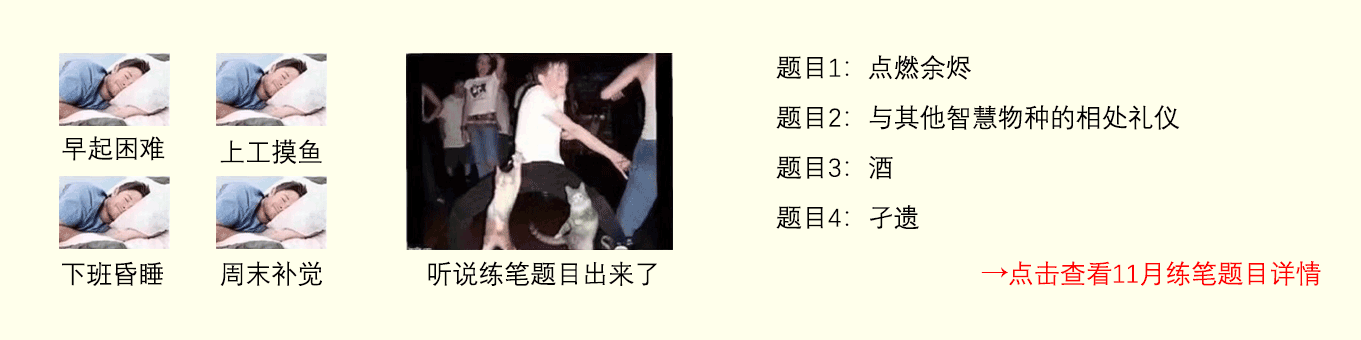 早起困难
上工摸鱼
下班昏睡
周末补觉
听说练笔题目出来了
题目1：点燃余烬
题目2：与其他智慧物种的相处礼仪
题目3：酒
题目4：孑遗
→点击查看11月练笔题目详情